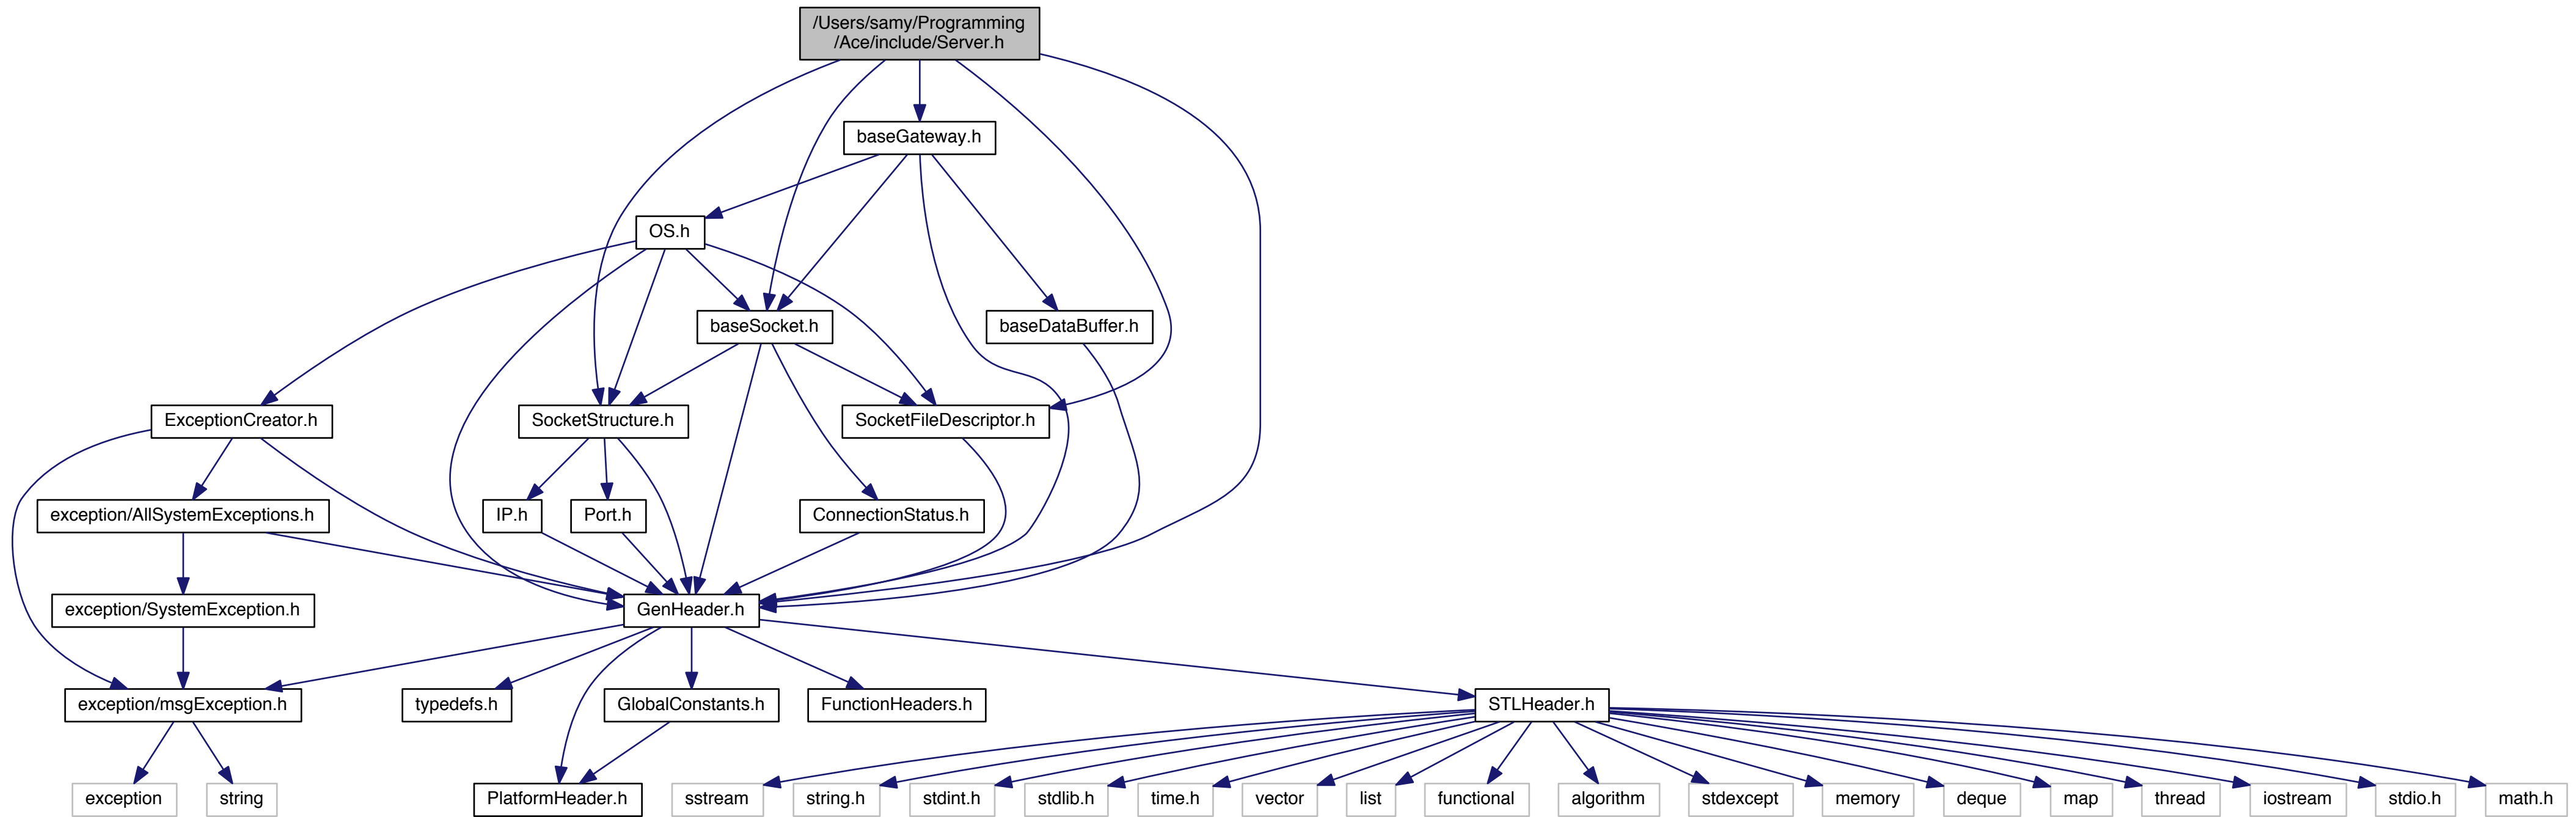 /Users/samy/Programming
/Ace/include/Server.h
baseGateway.h
OS.h
baseSocket.h
baseDataBuffer.h
ExceptionCreator.h
SocketStructure.h
SocketFileDescriptor.h
exception/AllSystemExceptions.h
IP.h
Port.h
ConnectionStatus.h
exception/SystemException.h
GenHeader.h
exception/msgException.h
typedefs.h
GlobalConstants.h
FunctionHeaders.h
STLHeader.h
exception
string
PlatformHeader.h
sstream
string.h
stdint.h
stdlib.h
time.h
vector
list
functional
algorithm
stdexcept
memory
deque
map
thread
iostream
stdio.h
math.h